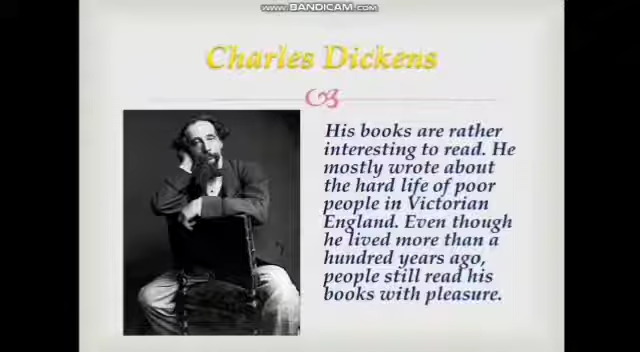 www.BANDICAM.com
Charles Dickens
His books are rather
interesting to read. He
mostly wrote about
the hard life of poor
people in Victorian
England. Even though
he lived more than a
hundred years ago,
people still read his
books with pleasure.